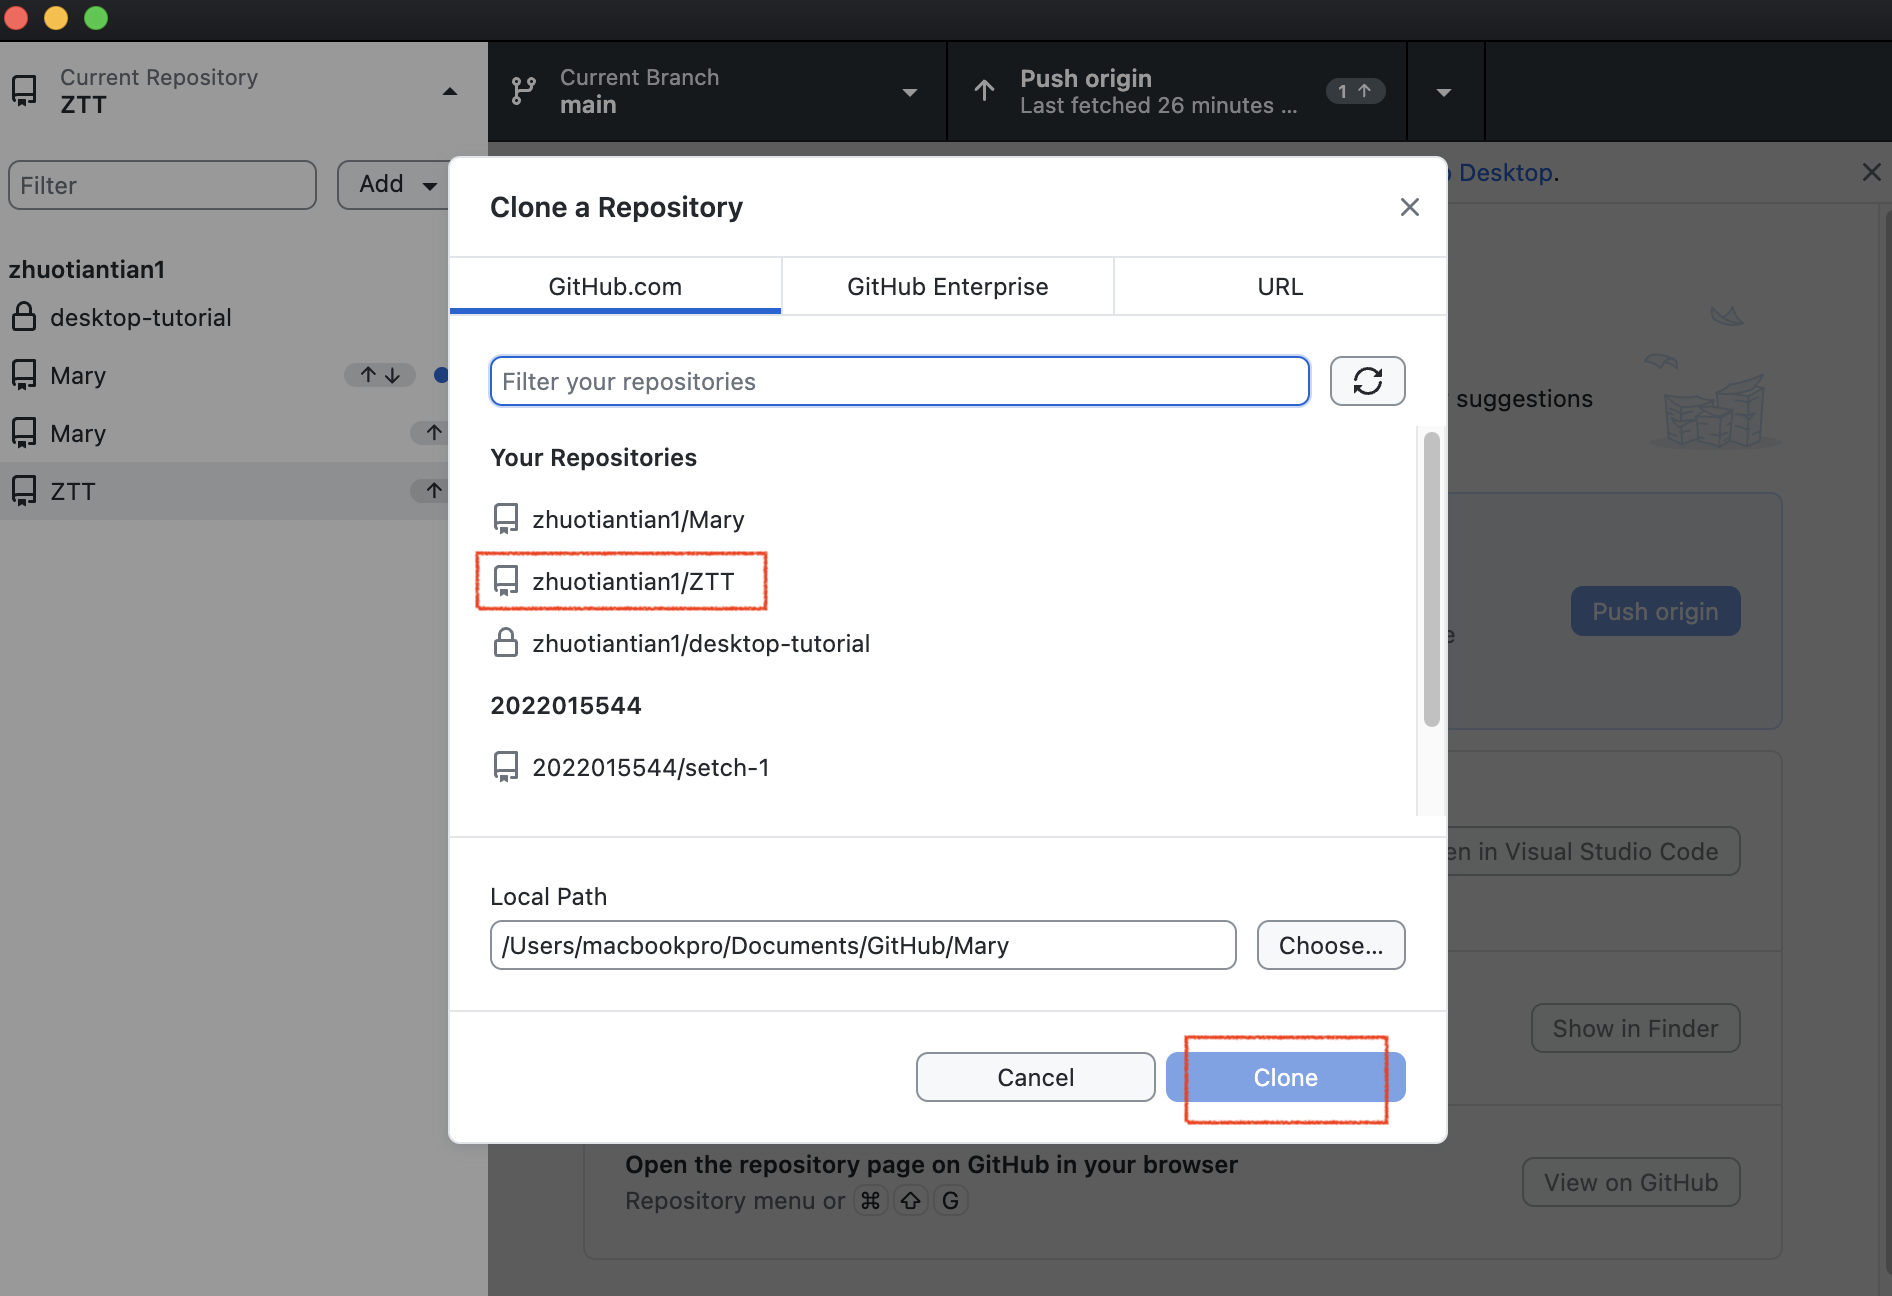 Current Repository
ZTT
Current Branch
main
Push origin
Last fetched 26 minutes ...
1
Filter
Add
Desktop.
zhuotiantian1
desktop-tutorial
Mary
Mary
ZTT
Clone a Repository
GitHub.com
GitHub Enterprise
URL
Filter your repositories
Your Repositories
zhuotiantian1/Mary
zhuotiantian1/ZTT
zhuotiantian1/desktop-tutorial
2022015544
2022015544/setch-1
Local Path
/Users/macbookpro/Documents/GitHub/Mary
Choose...
Cancel
Clone
suggestions
Push origin
en in Visual Studio Code
Show in Finder
Open the repository page on GitHub in your browser
Repository menu or ⌘ ⇧ G
View on GitHub